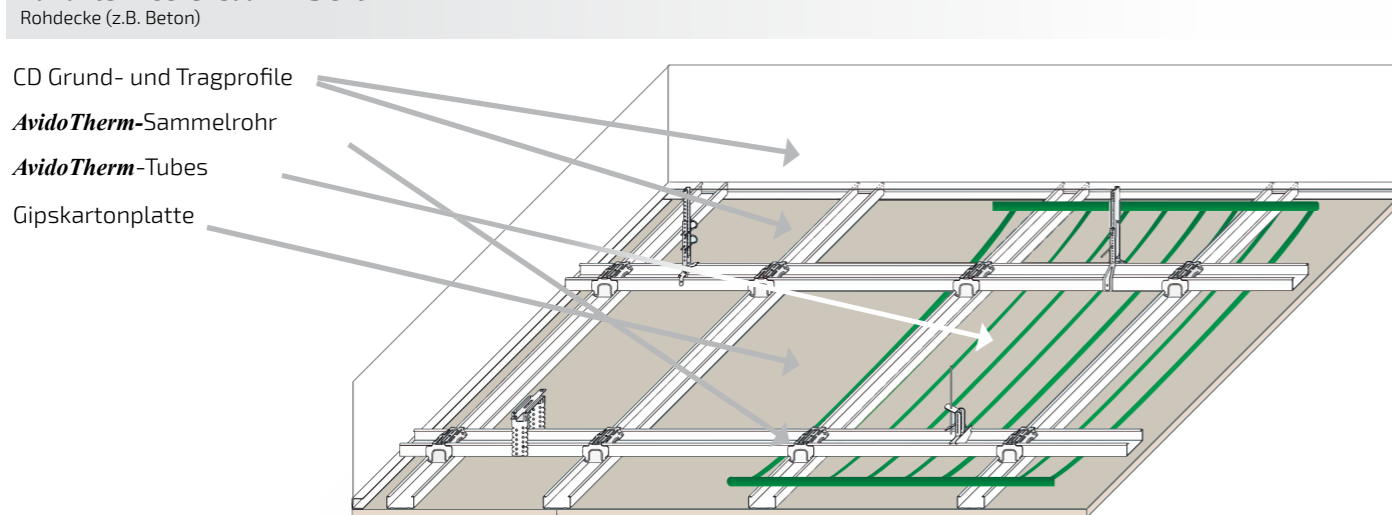 Rohdecke (z.B. Beton)
CD Grund- und Tragprofile
AvidoTherm-Sammelrohr
AvidoTherm-Tubes
Gipskartonplatte